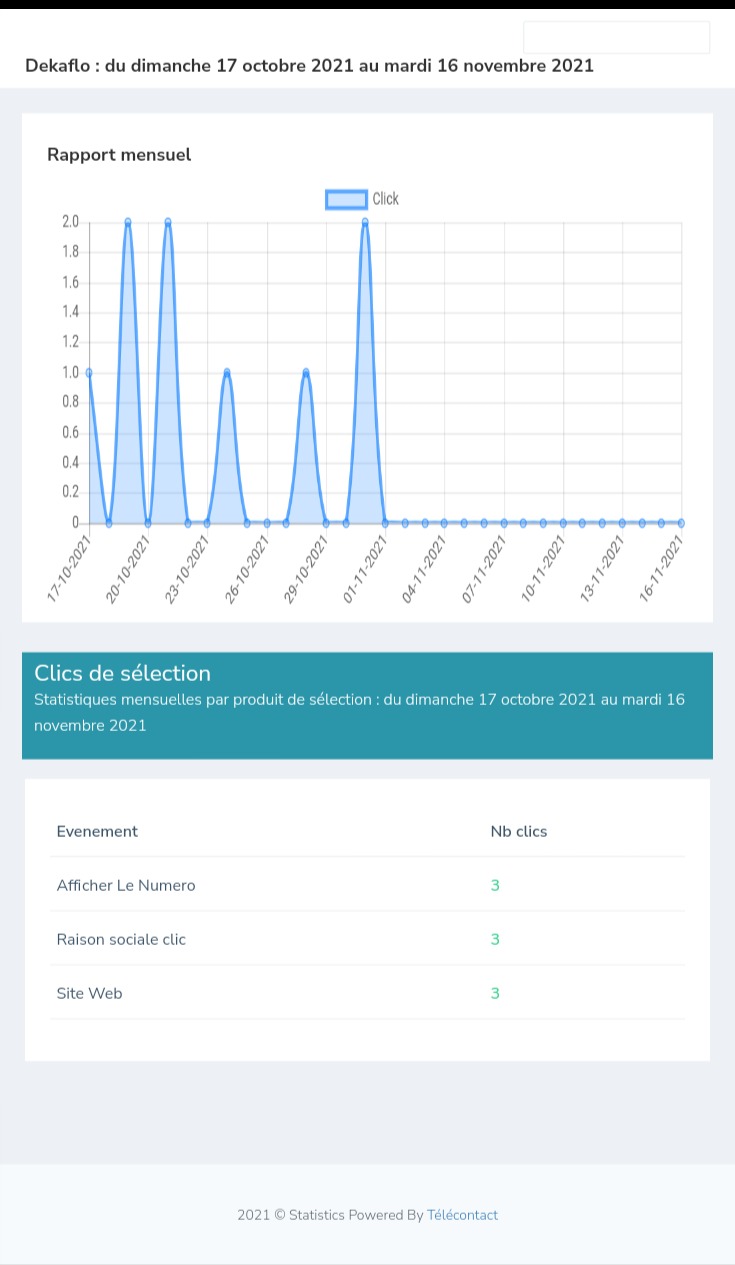 Dekaflo : du dimanche 17 octobre 2021 au mardi 16 novembre 2021
Rapport mensuel
Click
2.0
1.8
1.6
1.4
1.2
1.0
0.8
0.6
0.4
0.2
0
17-10-2021
20-10-2021
23-10-2021
26-10-2021
29-10-2021
01-11-2021
04-11-2021
07-11-2021
10-11-2021
13-11-2021
16-11-2021
Clics de sélection
Statistiques mensuelles par produit de sélection : du dimanche 17 octobre 2021 au mardi 16
novembre 2021
Evenement Nb clics
Afficher Le Numero 3
Raison sociale clic 3
Site Web 3
2021 © Statistics Powered By Télécontact